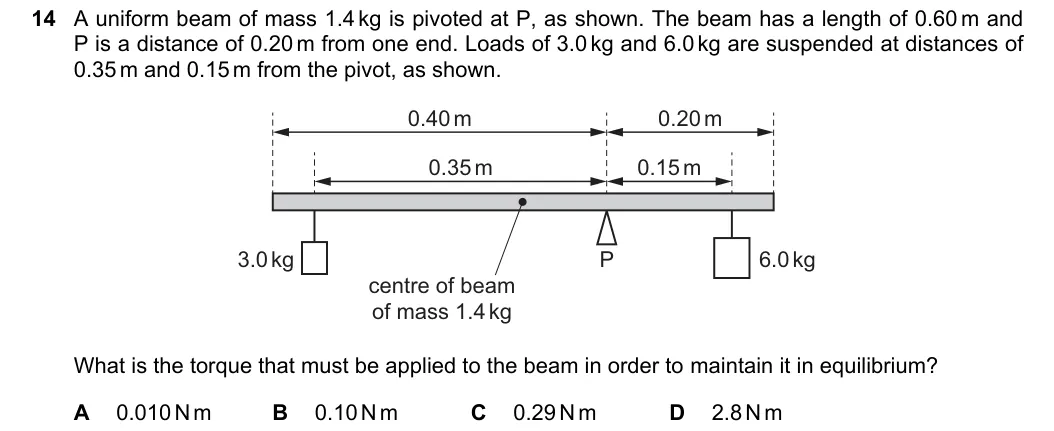 14 A uniform beam of mass 1.4 kg is pivoted at P, as shown. The beam has a length of 0.60 m and
P is a distance of 0.20 m from one end. Loads of 3.0 kg and 6.0 kg are suspended at distances of
0.35 m and 0.15 m from the pivot, as shown.
0.40 m 0.20 m
0.35 m 0.15 m
3.0 kg P 6.0 kg
centre of beam
of mass 1.4 kg
What is the torque that must be applied to the beam in order to maintain it in equilibrium?
A 0.010 N m B 0.10 N m C 0.29 N m D 2.8 N m